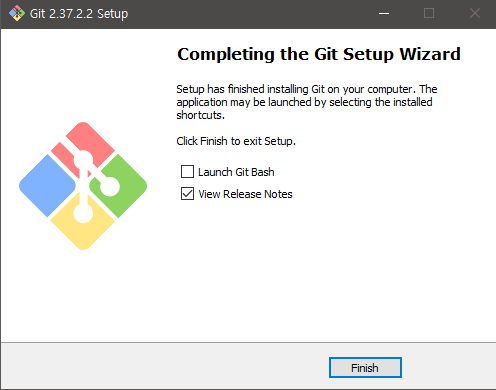 Git 2.37.2.2 Setup
Completing the Git Setup Wizard
Setup has finished installing Git on your computer. The
application may be launched by selecting the installed
shortcuts.
Click Finish to exit Setup.
Launch Git Bash
View Release Notes
Finish